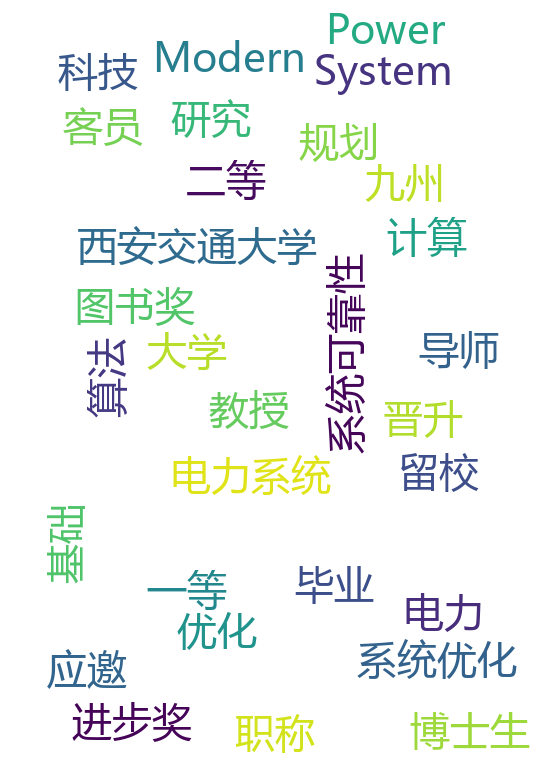 Power
Modern
System
科技
客员
研究
规划
二等
九州
西安交通大学
计算
系统可靠性
图书奖
大学
导师
算法
教授
晋升
电力系统
留校
基础
一等
毕业
电力
优化
系统优化
应邀
进步奖
职称
博士生